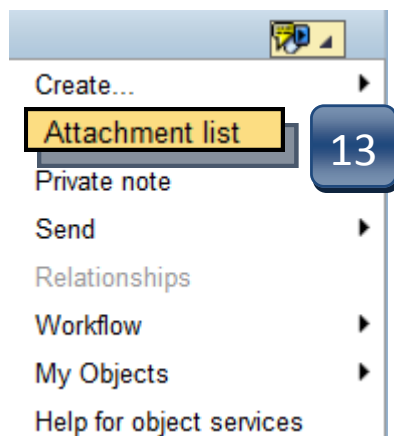 Create...
Attachment list
13
Private note
Send
Relationships
Workflow
My Objects
Help for object services